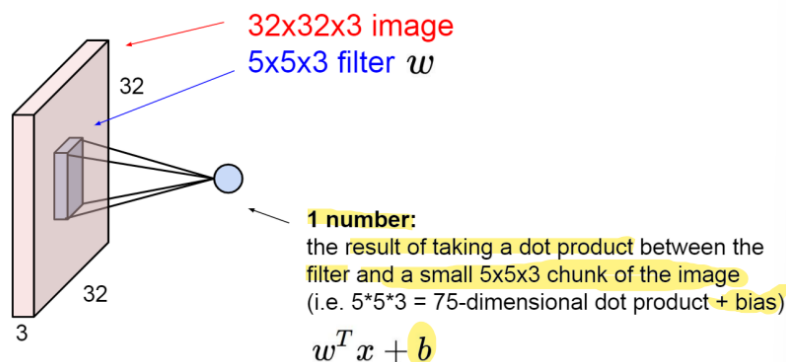 32x32x3 image
5x5x3 filter w
32
32
3
1 number:
the result of taking a dot product between the
filter and a small 5x5x3 chunk of the image
(i.e. 5*5*3 = 75-dimensional dot product + bias)
wᵀx + b